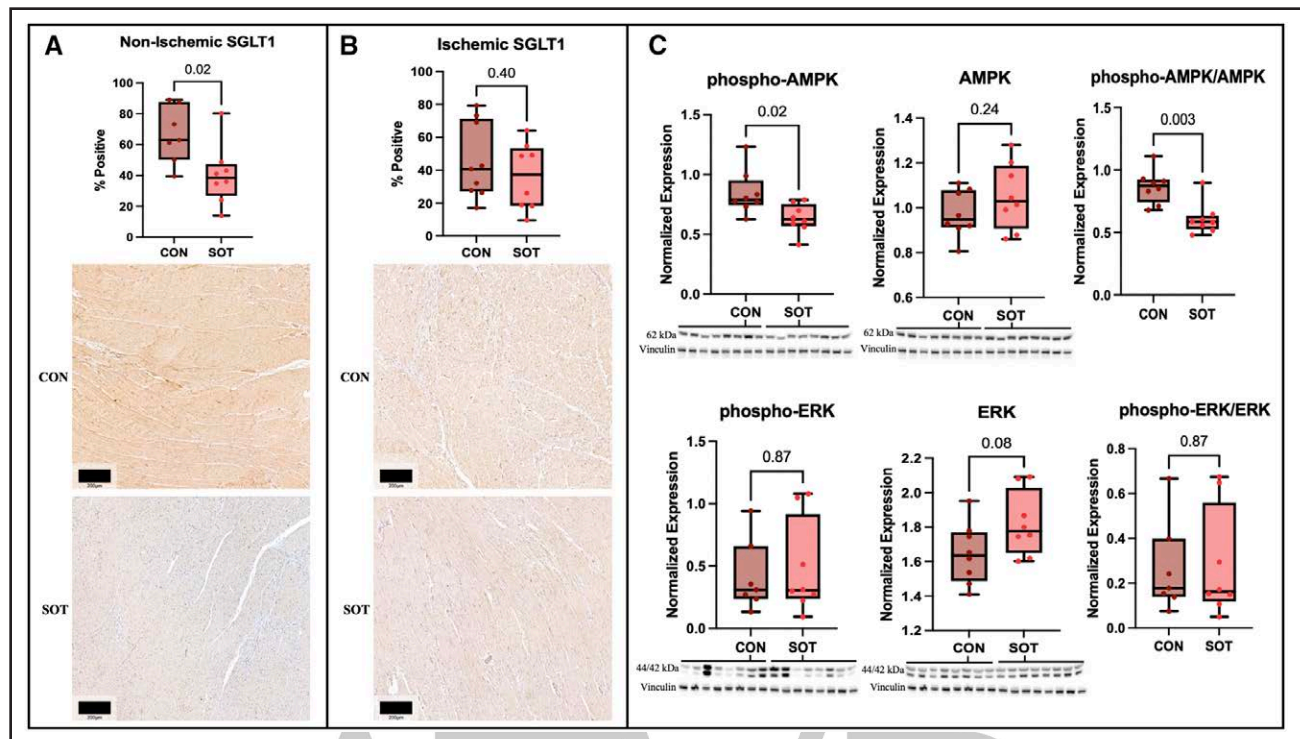 A
Non-Ischemic SGLT1
0.02
100
80
60
40
20
0
% Positive
CON
SOT
CON
200µm
SOT
200µm
B
Ischemic SGLT1
0.40
100
80
60
40
20
0
% Positive
CON
SOT
CON
200µm
SOT
200µm
C
phospho-AMPK
0.02
1.5
1.0
0.5
0.0
Normalized Expression
CON
SOT
62 kDa
Vinculin
AMPK
0.24
1.4
1.2
1.0
0.8
0.6
Normalized Expression
CON
SOT
62 kDa
Vinculin
phospho-AMPK/AMPK
0.003
1.5
1.0
0.5
0.0
Normalized Expression
CON
SOT
phospho-ERK
0.87
1.5
1.0
0.5
0.0
Normalized Expression
CON
SOT
44/42 kDa
Vinculin
ERK
0.08
2.2
2.0
1.8
1.6
1.4
1.2
Normalized Expression
CON
SOT
44/42 kDa
Vinculin
phospho-ERK/ERK
0.87
0.8
0.6
0.4
0.2
0.0
Normalized Expression
CON
SOT